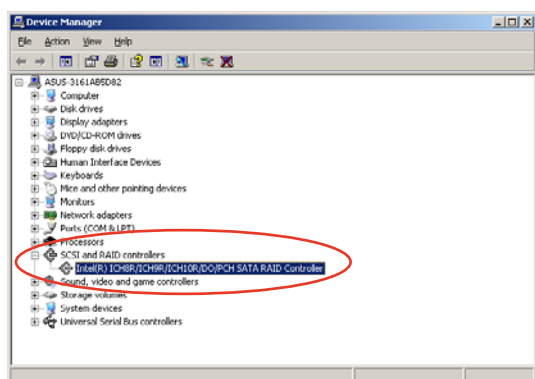 Device Manager
File Action View Help
ASUS-3161AB5D82
Computer
Disk drives
Display adapters
DVD/CD-ROM drives
Floppy disk drives
Human Interface Devices
Keyboards
Mice and other pointing devices
Monitors
Network adapters
Ports (COM & LPT)
Processors
SCSI and RAID controllers
Intel(R) ICH8R/ICH9R/ICH10R/DO/PCH SATA RAID Controller
Sound, video and game controllers
Storage volumes
System devices
Universal Serial Bus controllers